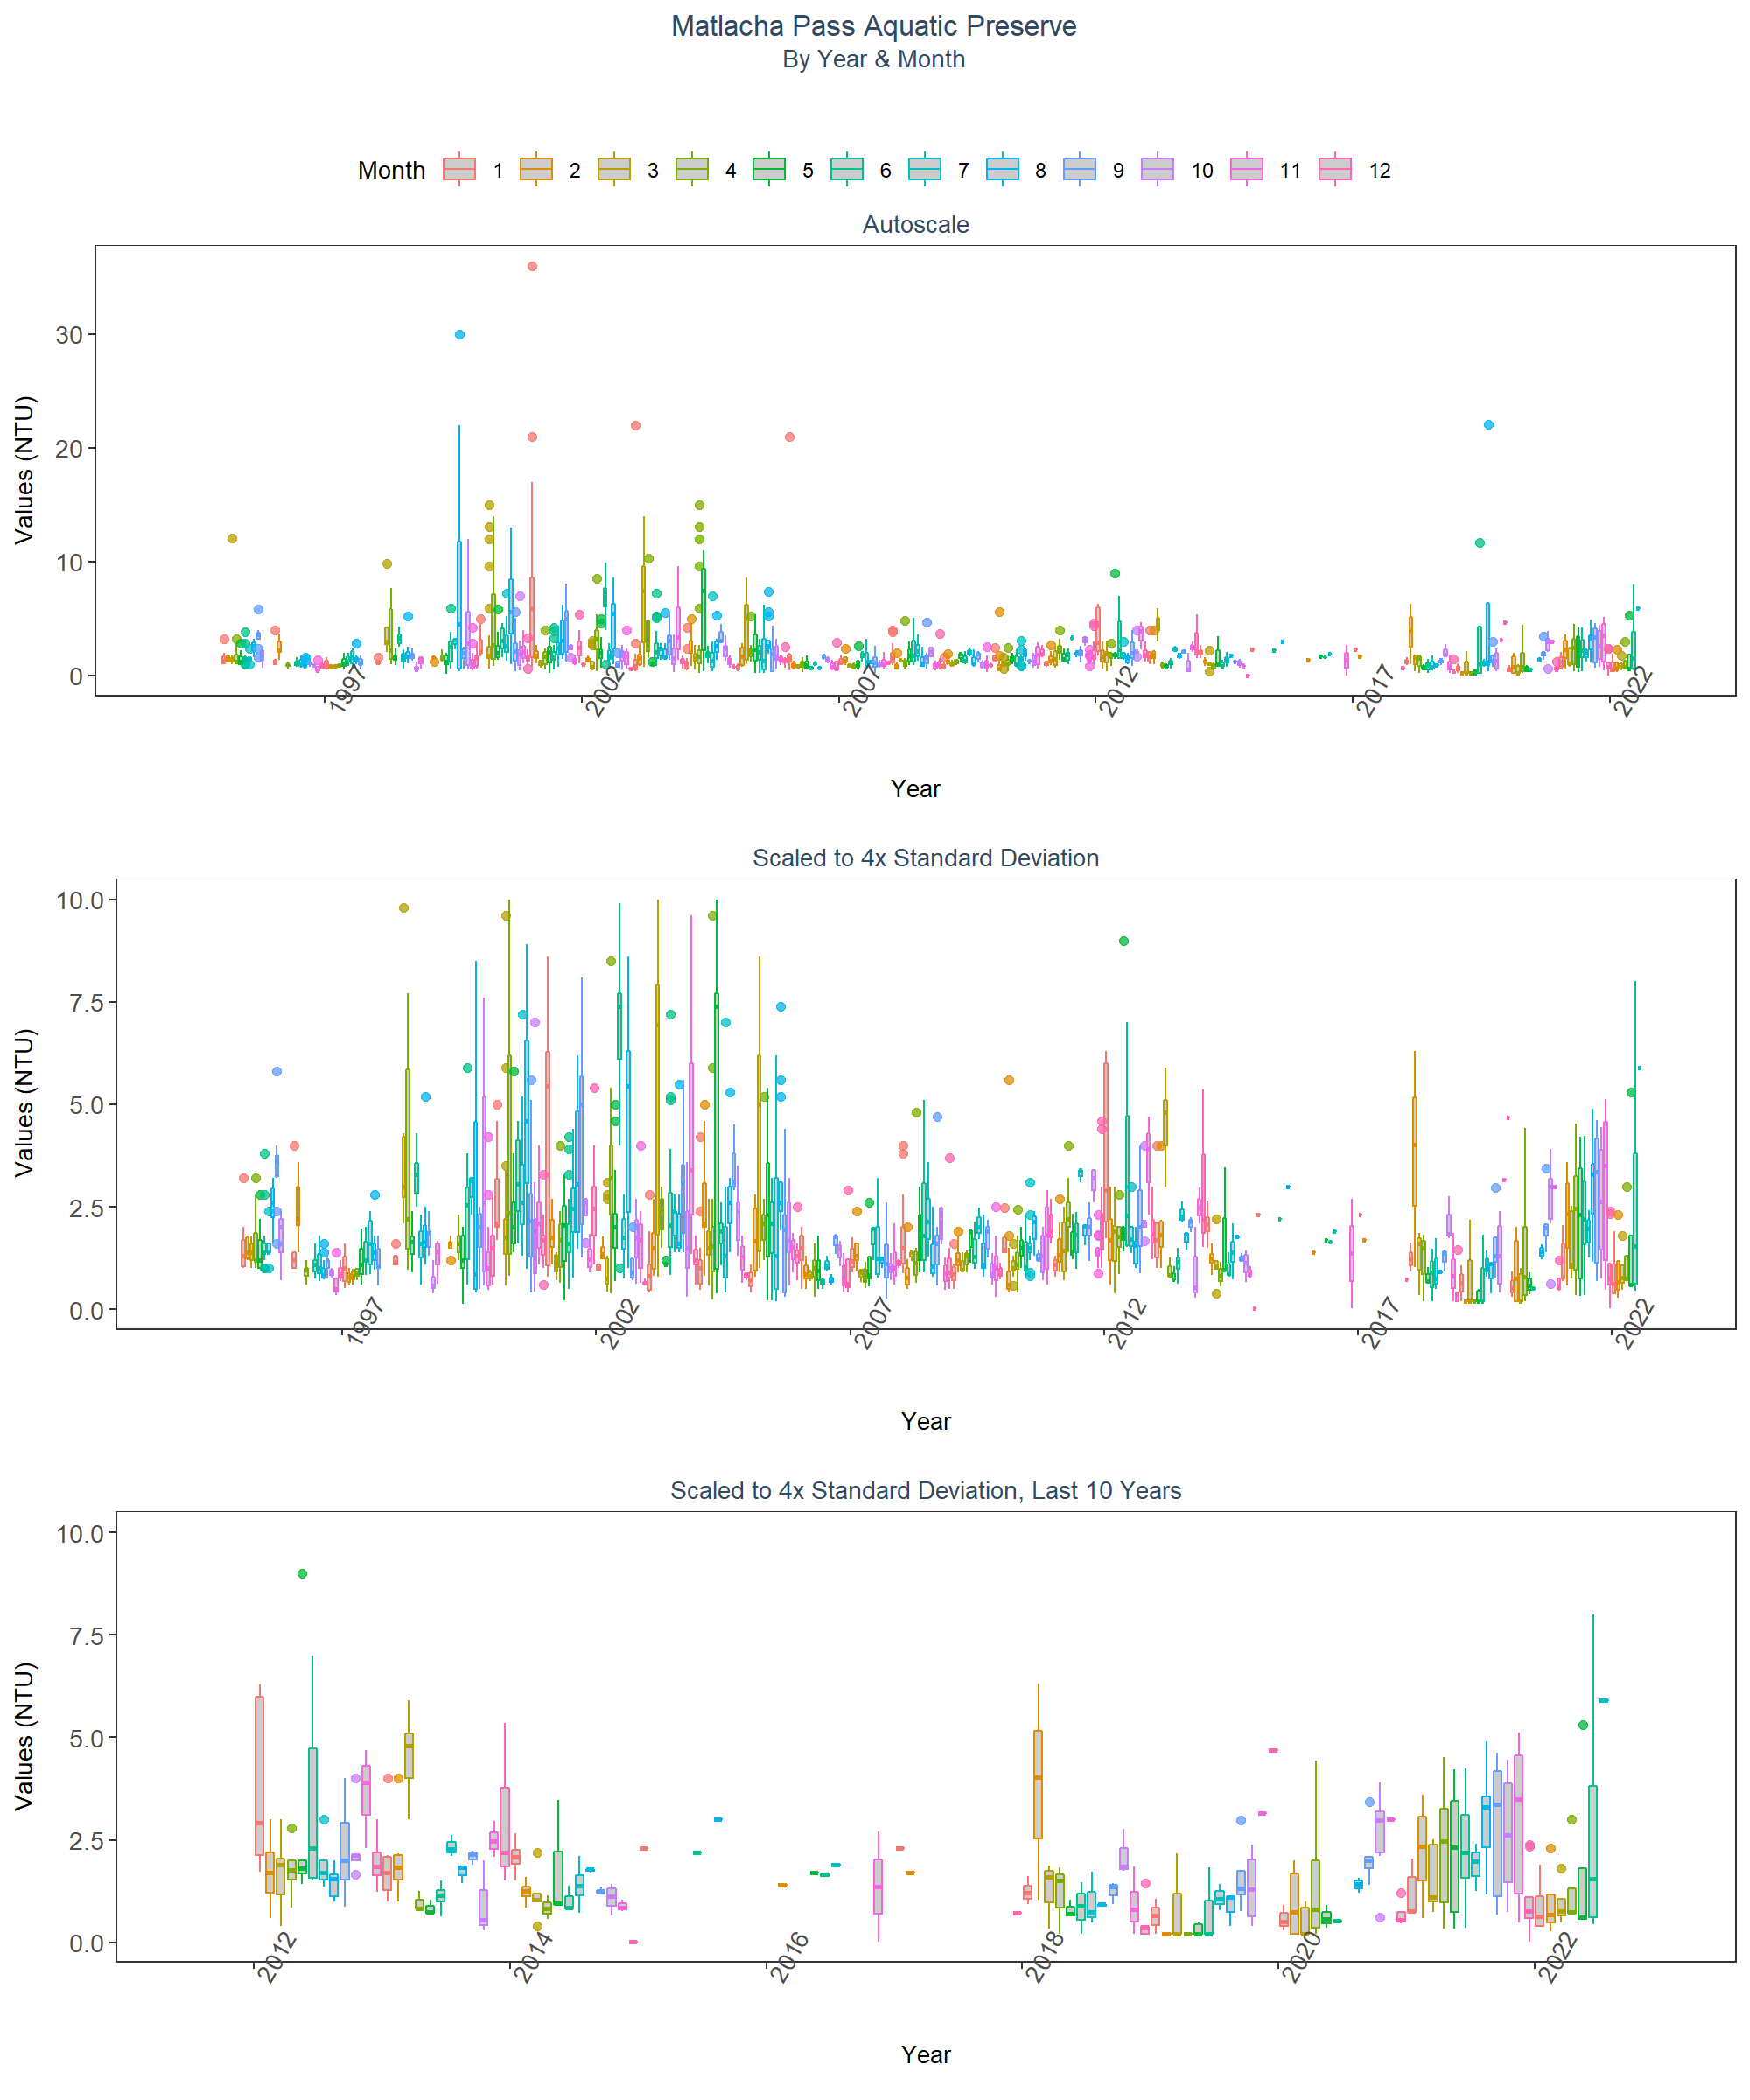 Matlacha Pass Aquatic Preserve
By Year & Month
Month 1 2 3 4 5 6 7 8 9 10 11 12
Autoscale
Values (NTU)
30
20
10
0
1997 2002 2007 2012 2017 2022
Year
Scaled to 4x Standard Deviation
Values (NTU)
10.0
7.5
5.0
2.5
0.0
1997 2002 2007 2012 2017 2022
Year
Scaled to 4x Standard Deviation, Last 10 Years
Values (NTU)
10.0
7.5
5.0
2.5
0.0
2012 2014 2016 2018 2020 2022
Year